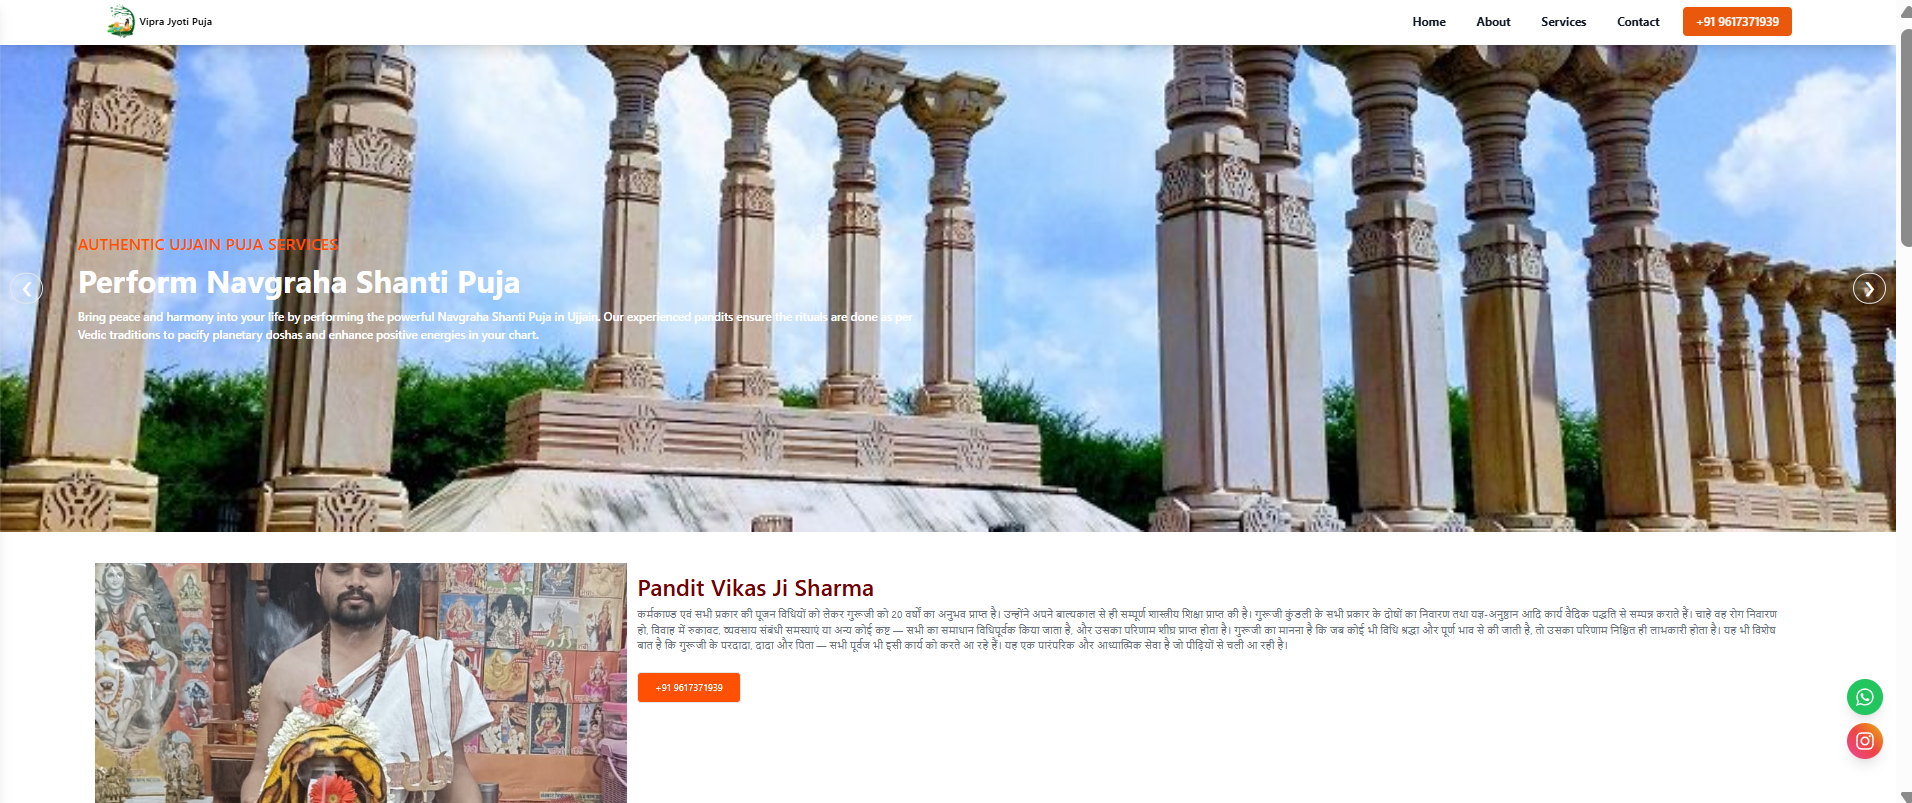 Vipra Jyoti Puja
Home About Services Contact +91 9617371939
AUTHENTIC UJJAIN PUJA SERVICES
Perform Navgraha Shanti Puja
Bring peace and harmony into your life by performing the powerful Navgraha Shanti Puja in Ujjain. Our experienced pandits ensure the rituals are done as per
Vedic traditions to pacify planetary doshas and enhance positive energies in your chart.
Pandit Vikas Ji Sharma
कर्मकाण्ड एवं सभी प्रकार की पूजन विधियों को लेकर गुरूजी को 20 वर्षों का अनुभव प्राप्त है। उन्होंने अपने बाल्यकाल से ही सम्पूर्ण शास्त्रीय शिक्षा प्राप्त की है। गुरूजी कुंडली के सभी प्रकार के दोषों का निवारण तथा यज्ञ-अनुष्ठान आदि कार्य वैदिक पद्धति से सम्पन्न कराते हैं। चाहे वह रोग निवारण
हो, विवाह में रुकावट, व्यवसाय संबंधी समस्याएं या अन्य कोई कष्ट — सभी का समाधान विधिपूर्वक किया जाता है, और उसका परिणाम शीघ्र प्राप्त होता है। गुरूजी का मानना है कि जब कोई भी विधि श्रद्धा और पूर्ण भाव से की जाती है, तो उसका परिणाम निश्चित ही लाभकारी होता है। यह भी विशेष
बात है कि गुरूजी के परदादा, दादा और पिता — सभी पूर्वज भी इसी कार्य को करते आ रहे हैं। यह एक पारंपरिक और आध्यात्मिक सेवा है जो पीढ़ियों से चली आ रही है।
+91 9617371939